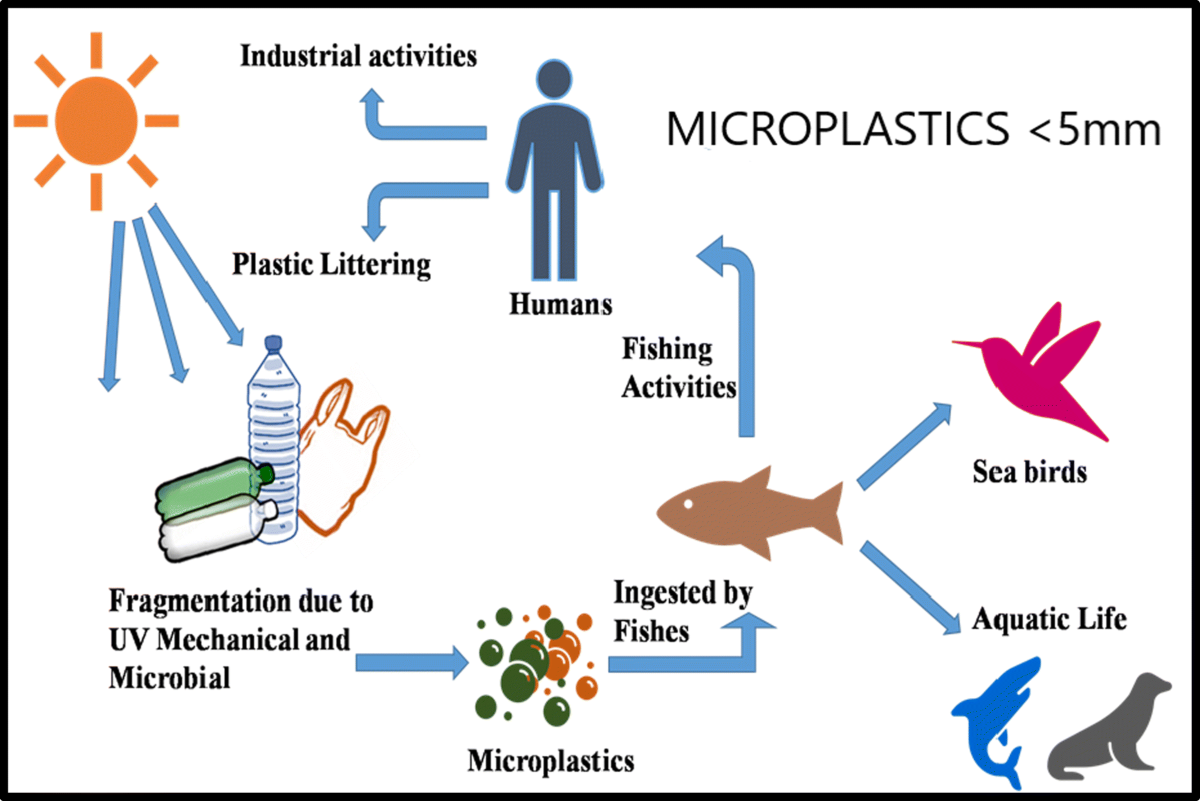 Industrial activities
MICROPLASTICS <5mm
Plastic Littering
Humans
Fishing
Activities
Sea birds
Fragmentation due to
UV Mechanical and
Microbial
Ingested by
Fishes
Aquatic Life
Microplastics